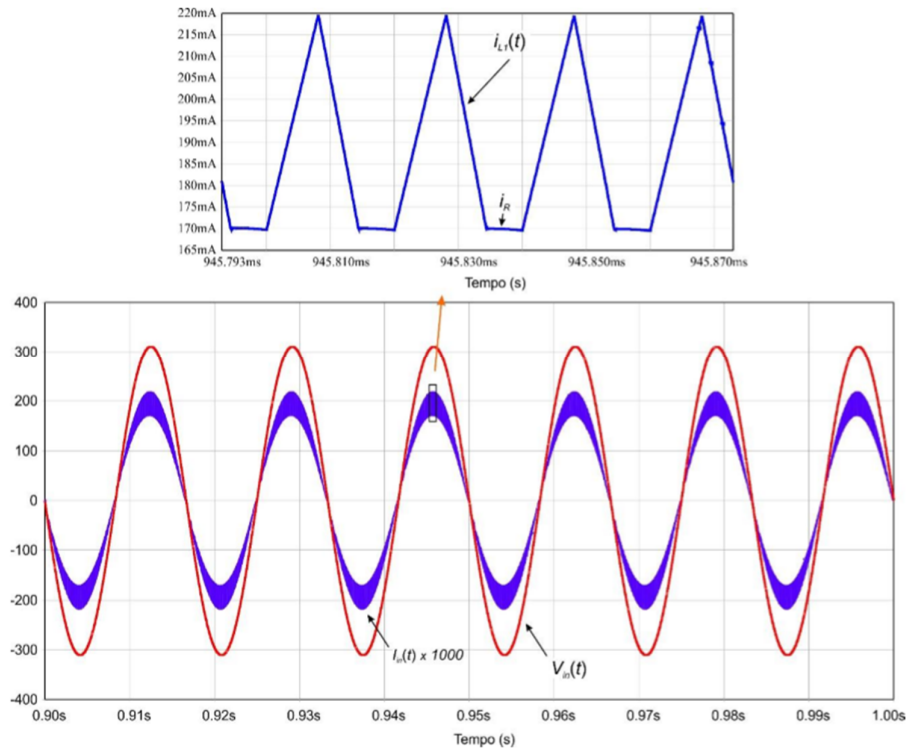 220mA
215mA
210mA
205mA
200mA
195mA
190mA
185mA
180mA
175mA
170mA
165mA
iL1(t)
iR
945.793ms 945.810ms 945.830ms 945.850ms 945.870ms
Tempo (s)
400
300
200
100
0
-100
-200
-300
-400
Iin(t) x 1000
Vin(t)
0.90s 0.91s 0.92s 0.93s 0.94s 0.95s 0.96s 0.97s 0.98s 0.99s 1.00s
Tempo (s)